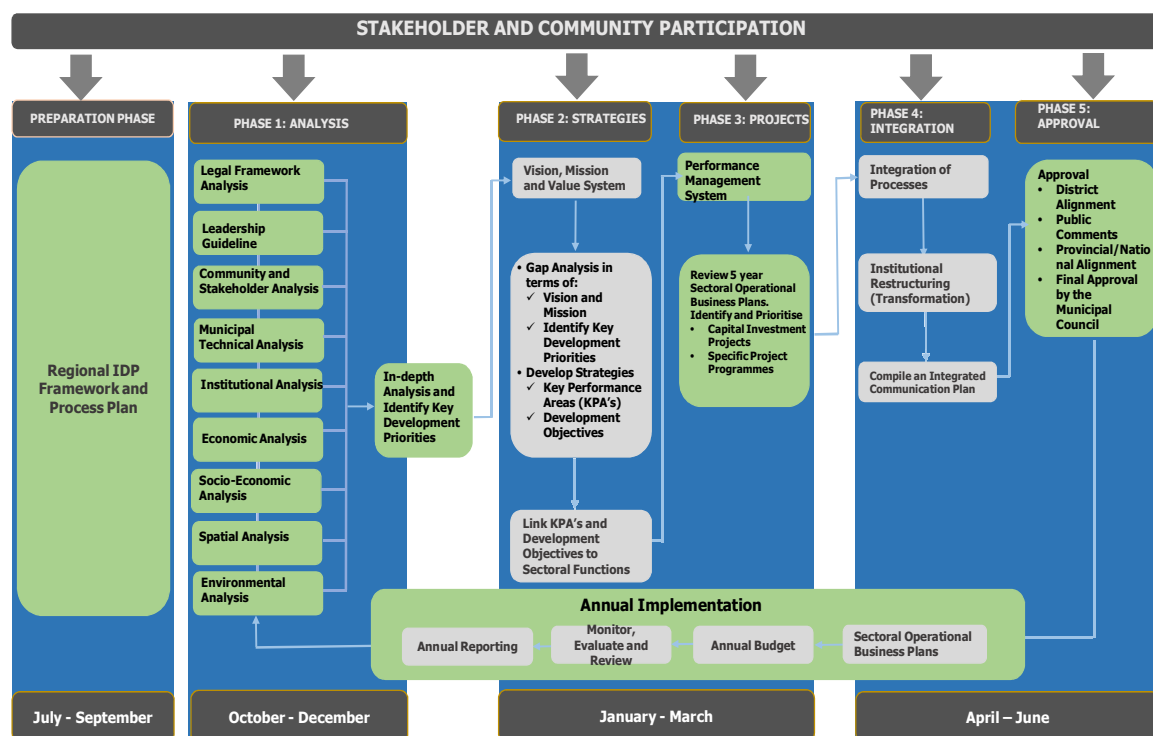 STAKEHOLDER AND COMMUNITY PARTICIPATION
PREPARATION PHASE
Regional IDP
Framework and
Process Plan
July - September
PHASE 1: ANALYSIS
Legal Framework
Analysis
Leadership
Guideline
Community and
Stakeholder Analysis
Municipal
Technical Analysis
Institutional Analysis
Economic Analysis
Socio-Economic
Analysis
Spatial Analysis
Environmental
Analysis
In-depth
Analysis and
Identify Key
Development
Priorities
October - December
PHASE 2: STRATEGIES
Vision, Mission
and Value System
• Gap Analysis in
terms of:
✓ Vision and
Mission
✓ Identify Key
Development
Priorities
• Develop Strategies
✓ Key Performance
Areas (KPA's)
✓ Development
Objectives
Link KPA's and
Development
Objectives to
Sectoral Functions
PHASE 3: PROJECTS
Performance
Management
System
Review 5 year
Sectoral Operational
Business Plans.
Identify and Prioritise
• Capital Investment
Projects
• Specific Project
Programmes
January - March
PHASE 4:
INTEGRATION
Integration of
Processes
Institutional
Restructuring
(Transformation)
Compile an Integrated
Communication Plan
PHASE 5:
APPROVAL
Approval
• District
Alignment
• Public
Comments
• Provincial/Natio
nal Alignment
• Final Approval
by the
Municipal
Council
Annual Implementation
Annual Reporting
Monitor,
Evaluate and
Review
Annual Budget
Sectoral Operational
Business Plans
April – June